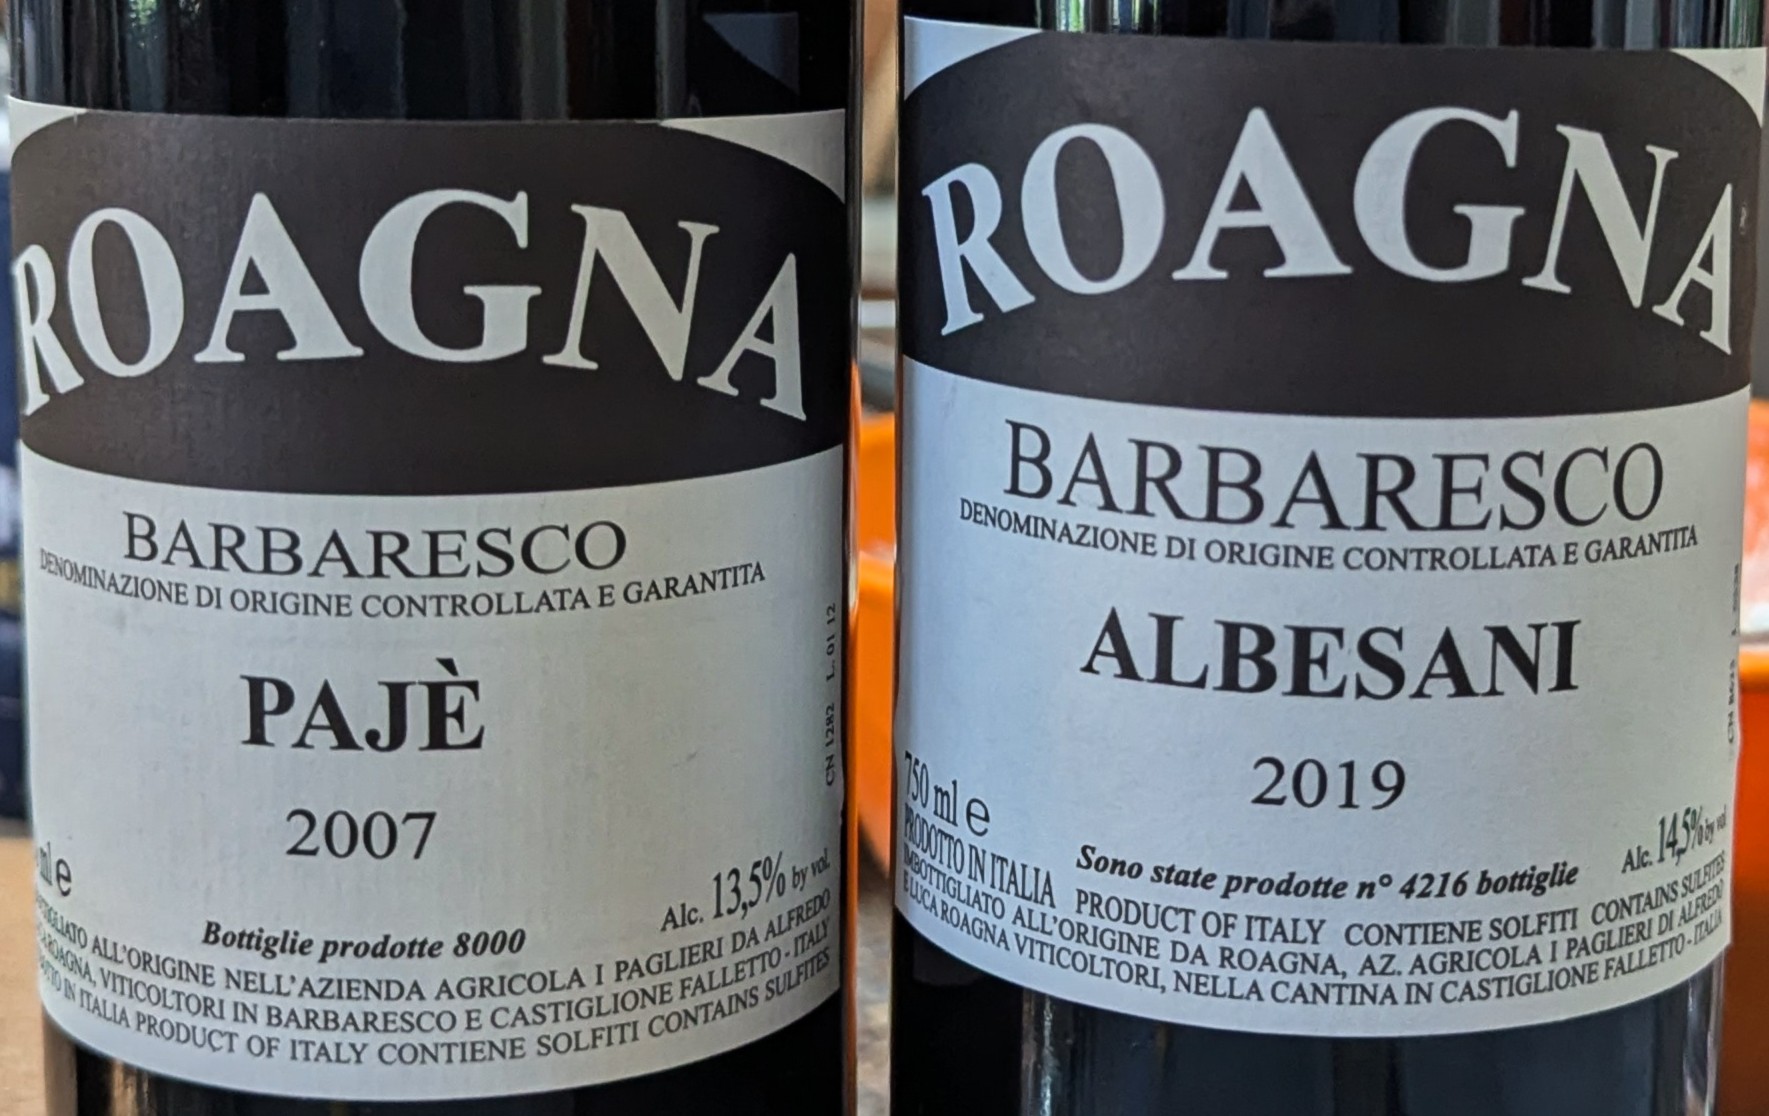 ROAGNA
BARBARESCO
DENOMINAZIONE DI ORIGINE CONTROLLATA E GARANTITA
PAJÈ
2007
CN 1282 L. 01 12
ml e
Alc. 13,5% by vol.
Bottiglie prodotte 8000
ALL'ORIGINE NELL'AZIENDA AGRICOLA I PAGLIERI DA ALFREDO
ROAGNA, VITICOLTORI IN BARBARESCO E CASTIGLIONE FALLETTO - ITALY
IN ITALIA PRODUCT OF ITALY CONTIENE SOLFITI CONTAINS SULFITES
ROAGNA
BARBARESCO
DENOMINAZIONE DI ORIGINE CONTROLLATA E GARANTITA
ALBESANI
2019
750 ml e
Alc. 14,5% by vol
Sono state prodotte n° 4216 bottiglie
PRODOTTO IN ITALIA PRODUCT OF ITALY CONTIENE SOLFITI CONTAINS SULFITES
IMBOTTIGLIATO ALL'ORIGINE DA ROAGNA, AZ. AGRICOLA I PAGLIERI DI ALFREDO
E LUCA ROAGNA VITICOLTORI, NELLA CANTINA IN CASTIGLIONE FALLETTO - ITALIA